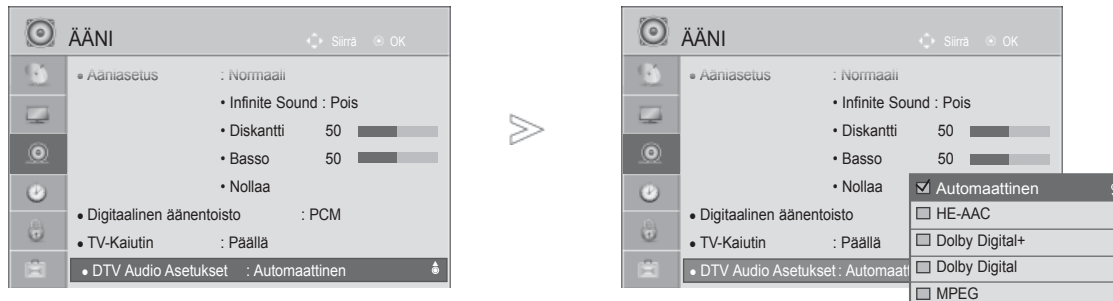 ÄÄNI
Siirrä OK
• Ääniasetus : Normaali
• Infinite Sound : Pois
• Diskantti 50
• Basso 50
• Nollaa
• Digitaalinen äänentoisto : PCM
• TV-Kaiutin : Päällä
• DTV Audio Asetukset : Automaattinen
ÄÄNI
Siirrä OK
• Ääniasetus : Normaali
• Infinite Sound : Pois
• Diskantti 50
• Basso 50
• Nollaa
• Digitaalinen äänentoisto
• TV-Kaiutin : Päällä
• DTV Audio Asetukset : Automaat
Automaattinen
HE-AAC
Dolby Digital+
Dolby Digital
MPEG